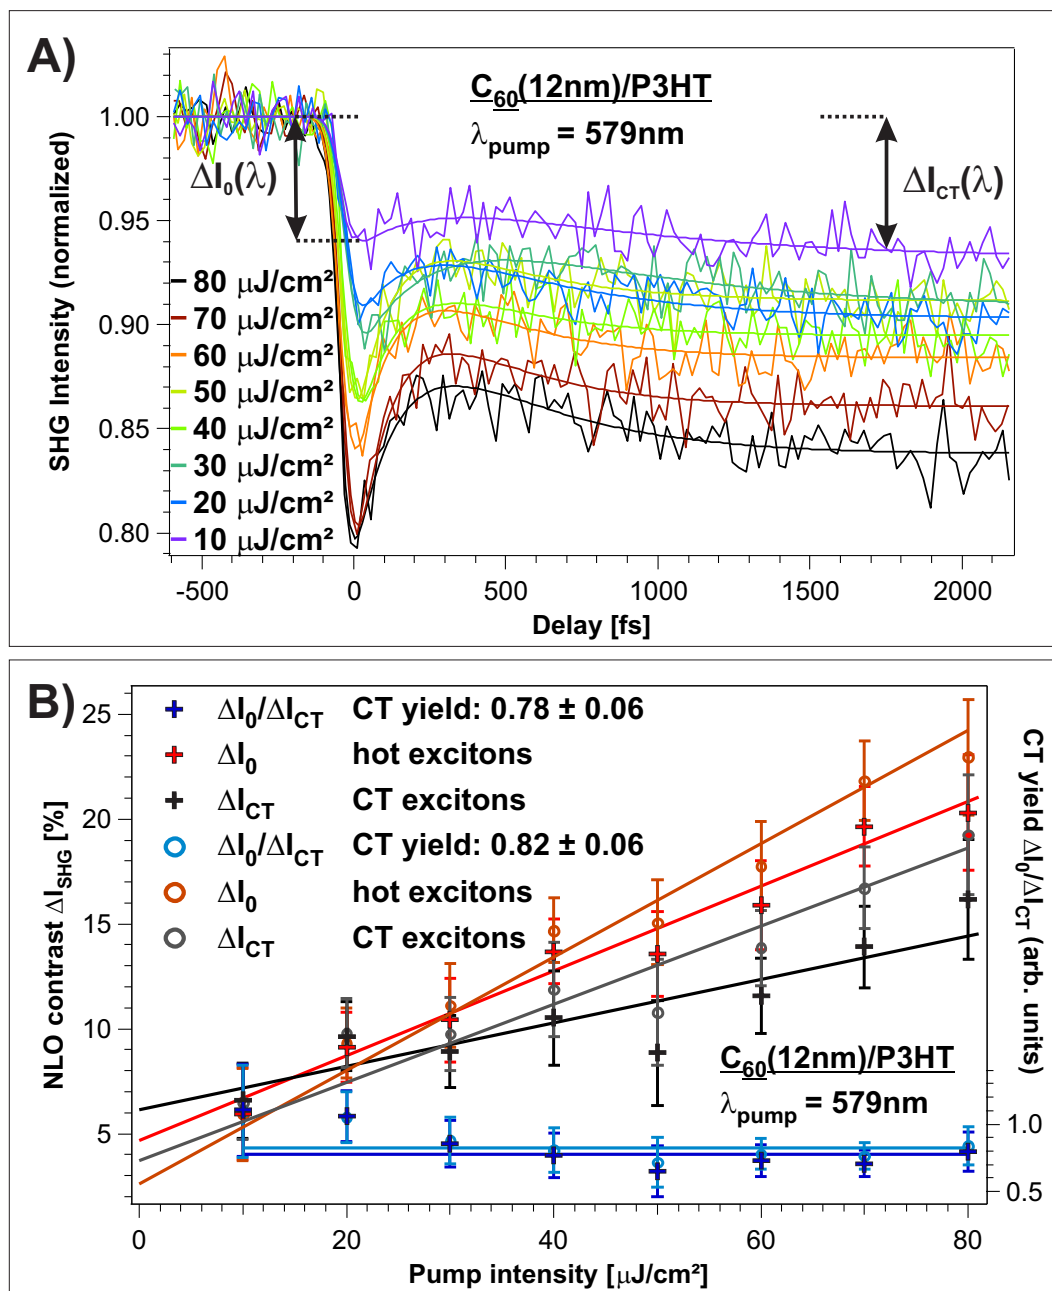 A)
C60(12nm)/P3HT
λpump = 579nm
ΔI0(λ)
ΔICT(λ)
SHG Intensity (normalized)
1.00
0.95
0.90
0.85
0.80
80 μJ/cm²
70 μJ/cm²
60 μJ/cm²
50 μJ/cm²
40 μJ/cm²
30 μJ/cm²
20 μJ/cm²
10 μJ/cm²
-500
0
500
1000
1500
2000
Delay [fs]
B)
ΔI0/ΔICT CT yield: 0.78 ± 0.06
ΔI0 hot excitons
ΔICT CT excitons
ΔI0/ΔICT CT yield: 0.82 ± 0.06
ΔI0 hot excitons
ΔICT CT excitons
NLO contrast ΔISHG [%]
25
20
15
10
5
CT yield ΔI0/ΔICT (arb. units)
1.0
0.5
C60(12nm)/P3HT
λpump = 579nm
0
20
40
60
80
Pump intensity [μJ/cm²]